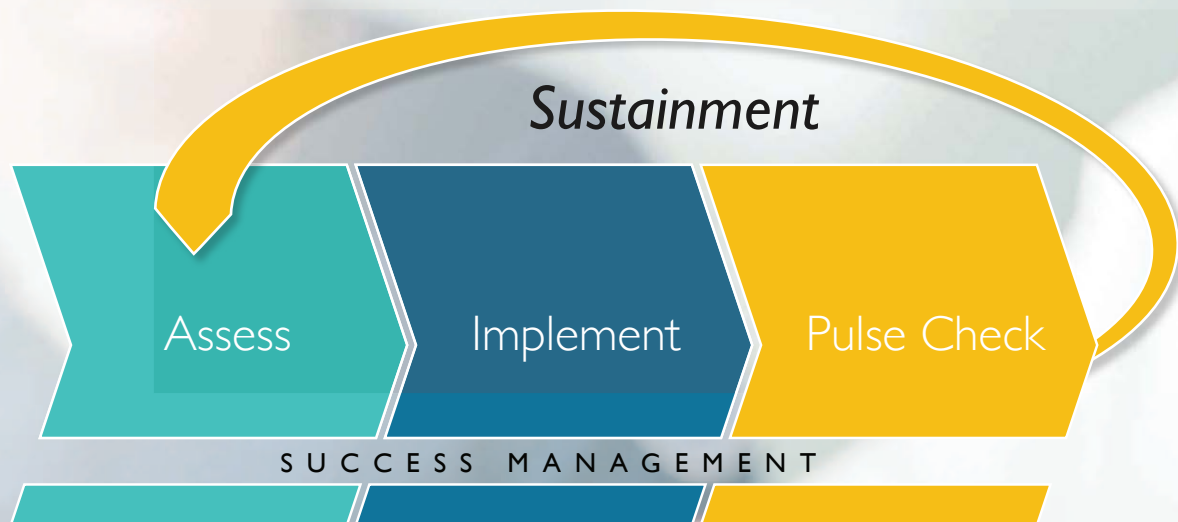 Sustainment
Assess
Implement
Pulse Check
SUCCESS MANAGEMENT